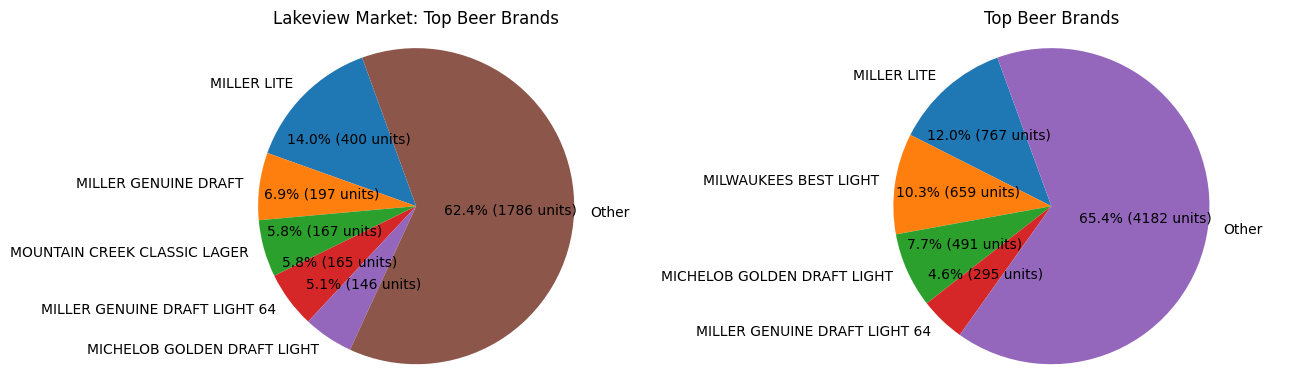 Lakeview Market: Top Beer Brands
MILLER LITE
14.0% (400 units)
MILLER GENUINE DRAFT
6.9% (197 units)
MOUNTAIN CREEK CLASSIC LAGER
5.8% (167 units)
MILLER GENUINE DRAFT LIGHT 64
5.8% (165 units)
MICHELOB GOLDEN DRAFT LIGHT
5.1% (146 units)
62.4% (1786 units)
Other
Top Beer Brands
MILLER LITE
12.0% (767 units)
MILWAUKEES BEST LIGHT
10.3% (659 units)
MICHELOB GOLDEN DRAFT LIGHT
7.7% (491 units)
MILLER GENUINE DRAFT LIGHT 64
4.6% (295 units)
65.4% (4182 units)
Other